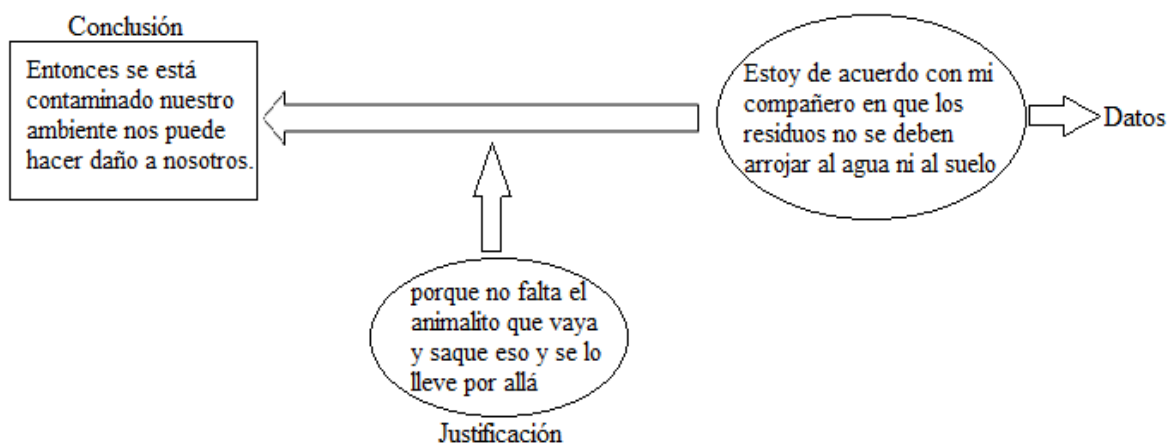 Conclusión
Entonces se está
contaminado nuestro
ambiente nos puede
hacer daño a nosotros.
Estoy de acuerdo con mi
compañero en que los
residuos no se deben
arrojar al agua ni al suelo
Datos
porque no falta el
animalito que vaya
y saque eso y se lo
lleve por allá
Justificación